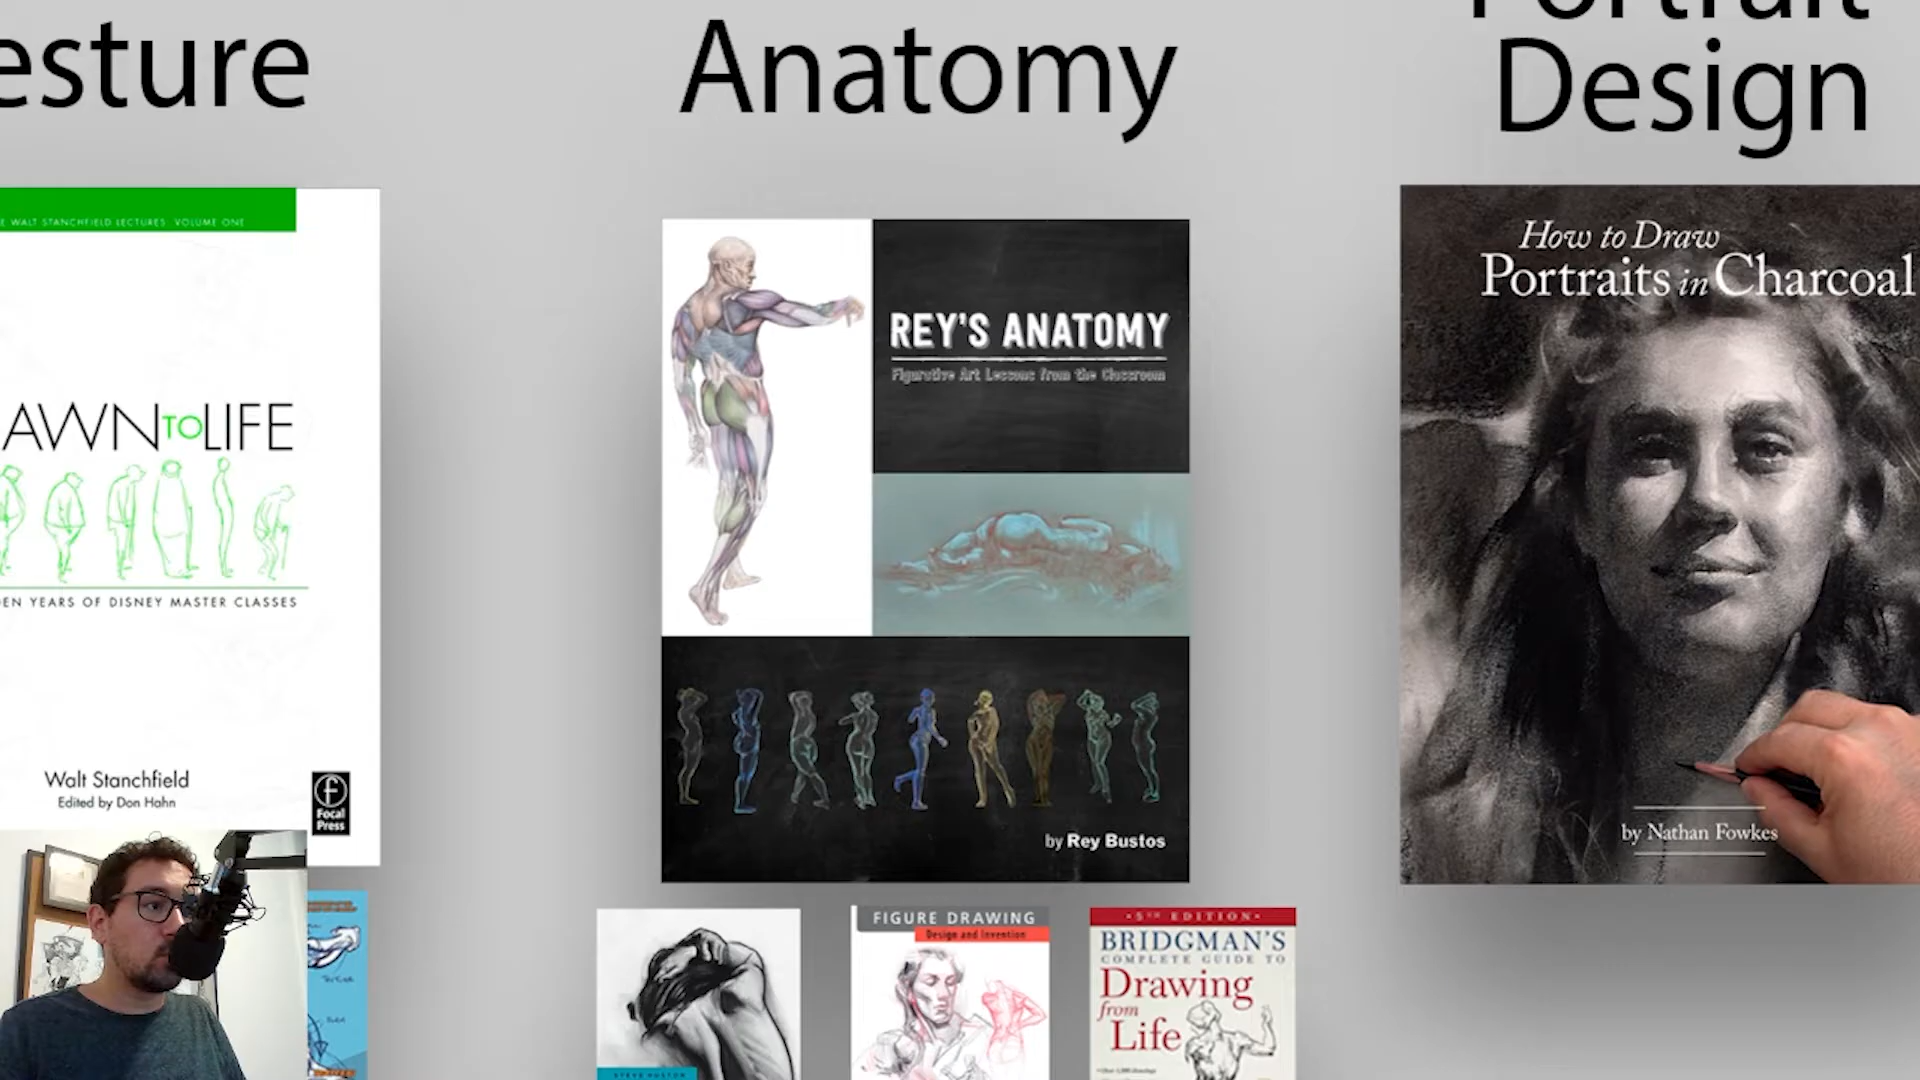 esture
Anatomy
Portrait
Design
E WALT STANCHFIELD LECTURES VOLUME ONE
AWN TO LIFE
EN YEARS OF DISNEY MASTER CLASSES
Walt Stanchfield
Edited by Don Hahn
Focal
Press
REY'S ANATOMY
Figurative Art Lessons from the Classroom
by Rey Bustos
How to Draw
Portraits in Charcoal
by Nathan Fowkes
STEVE HUSTON
FIGURE DRAWING
Design and Invention
5TH EDITION
BRIDGMAN'S
COMPLETE GUIDE TO
Drawing
from
Life